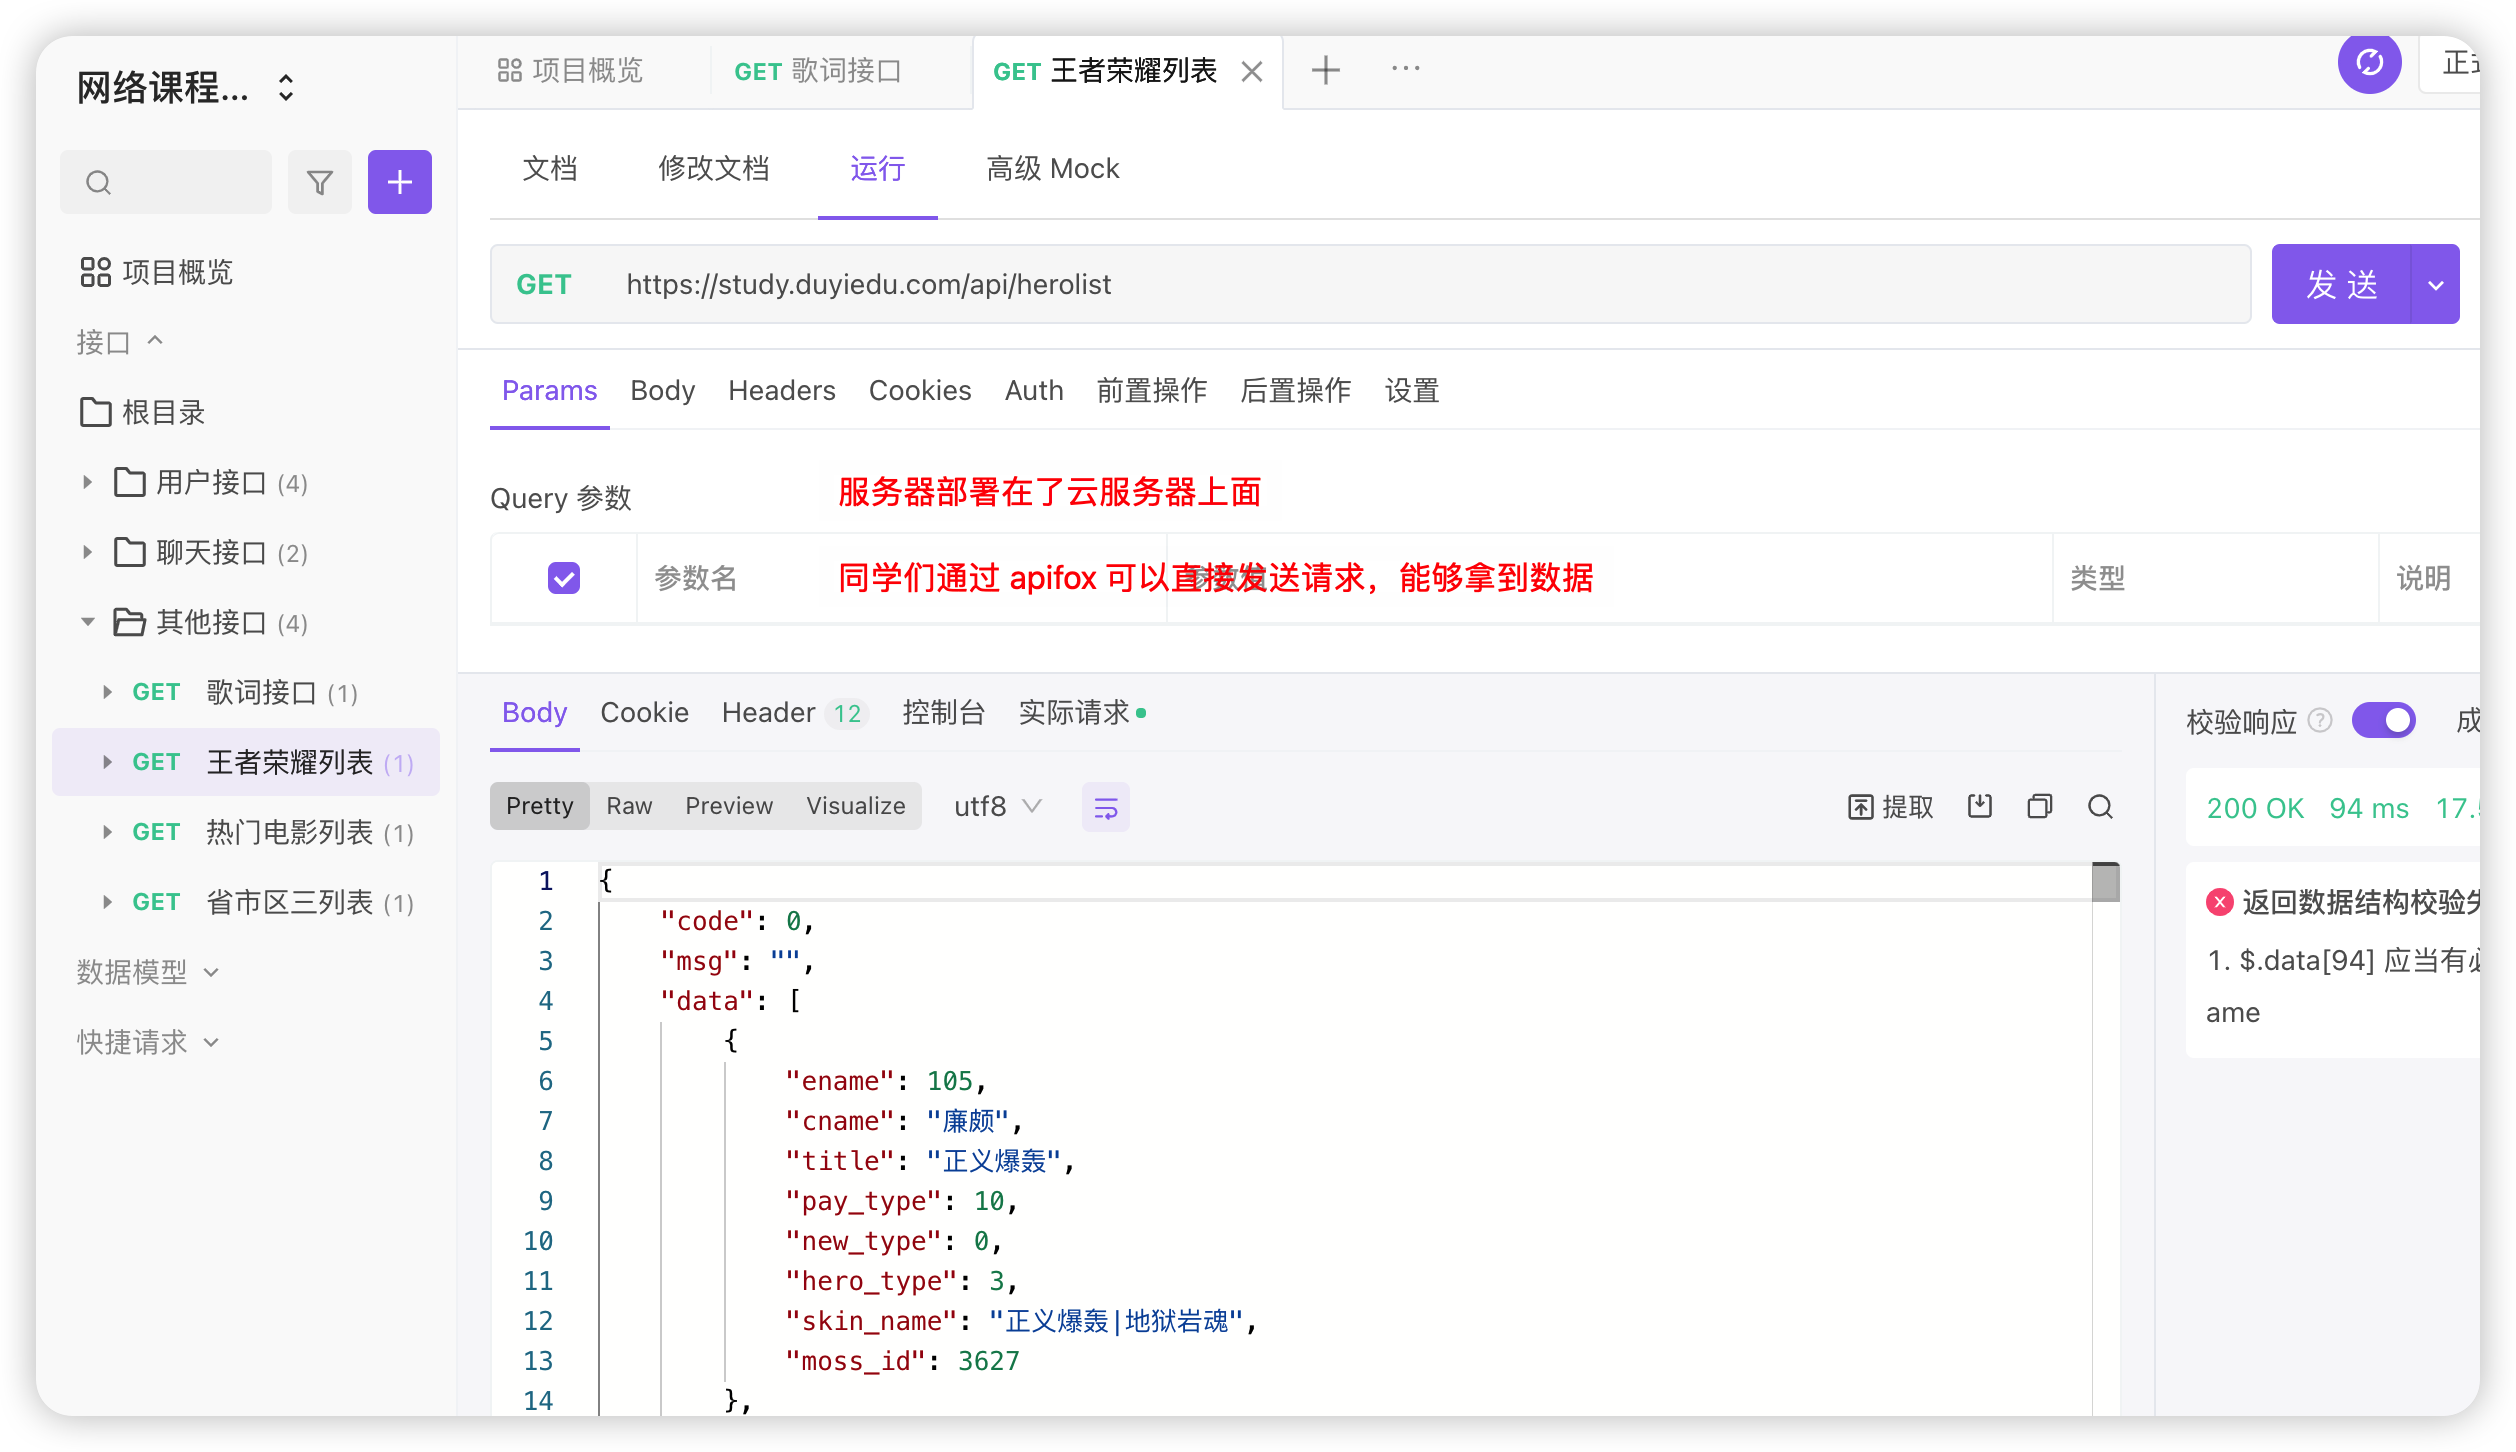 网络课程...
项目概览
GET 歌词接口
GET 王者荣耀列表
项目概览
接口
根目录
用户接口 (4)
聊天接口 (2)
其他接口 (4)
GET 歌词接口 (1)
GET 王者荣耀列表 (1)
GET 热门电影列表 (1)
GET 省市区三列表 (1)
数据模型
快捷请求
文档 修改文档 运行 高级 Mock
GET https://study.duyiedu.com/api/herolist
发 送
Params Body Headers Cookies Auth 前置操作 后置操作 设置
Query 参数
服务器部署在了云服务器上面
参数名 类型 说明
同学们通过 apifox 可以直接发送请求，能够拿到数据
Body Cookie Header 12 控制台 实际请求
Pretty Raw Preview Visualize utf8
提取
1 {
2 "code": 0,
3 "msg": "",
4 "data": [
5 {
6 "ename": 105,
7 "cname": "廉颇",
8 "title": "正义爆轰",
9 "pay_type": 10,
10 "new_type": 0,
11 "hero_type": 3,
12 "skin_name": "正义爆轰|地狱岩魂",
13 "moss_id": 3627
14 },
校验响应
200 OK 94 ms 17.
返回数据结构校验
1. $.data[94] 应当有
ame